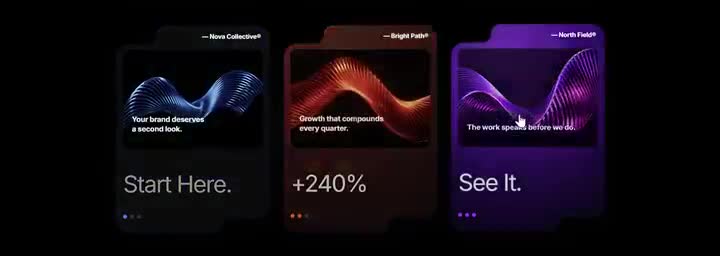 — Nova Collective®
Your brand deserves
a second look.
Start Here.
— Bright Path®
Growth that compounds
every quarter.
+240%
— North Field®
The work speaks before we do.
See It.